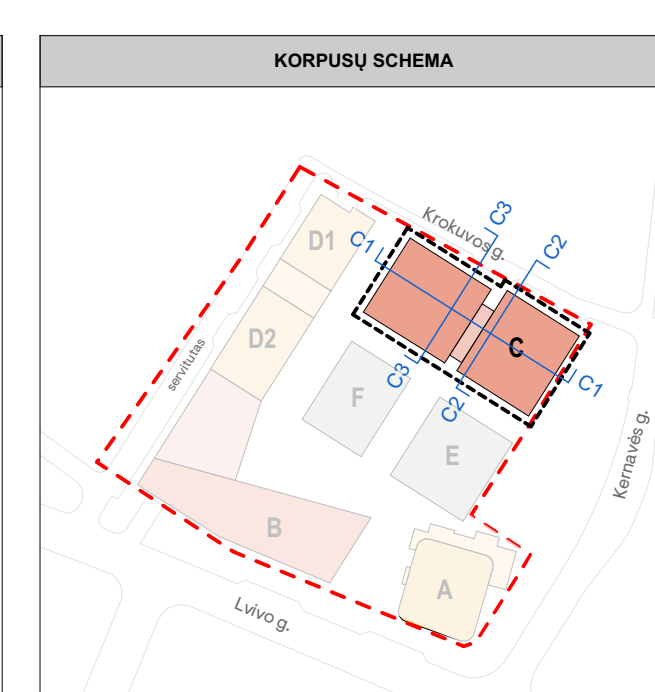 KORPUSŲ SCHEMA
Krokuvos g.
C3
C2
C1
D1
D2
servitutas
C
C1
C3
C2
F
E
Kernavės g.
B
A
Lvivo g.